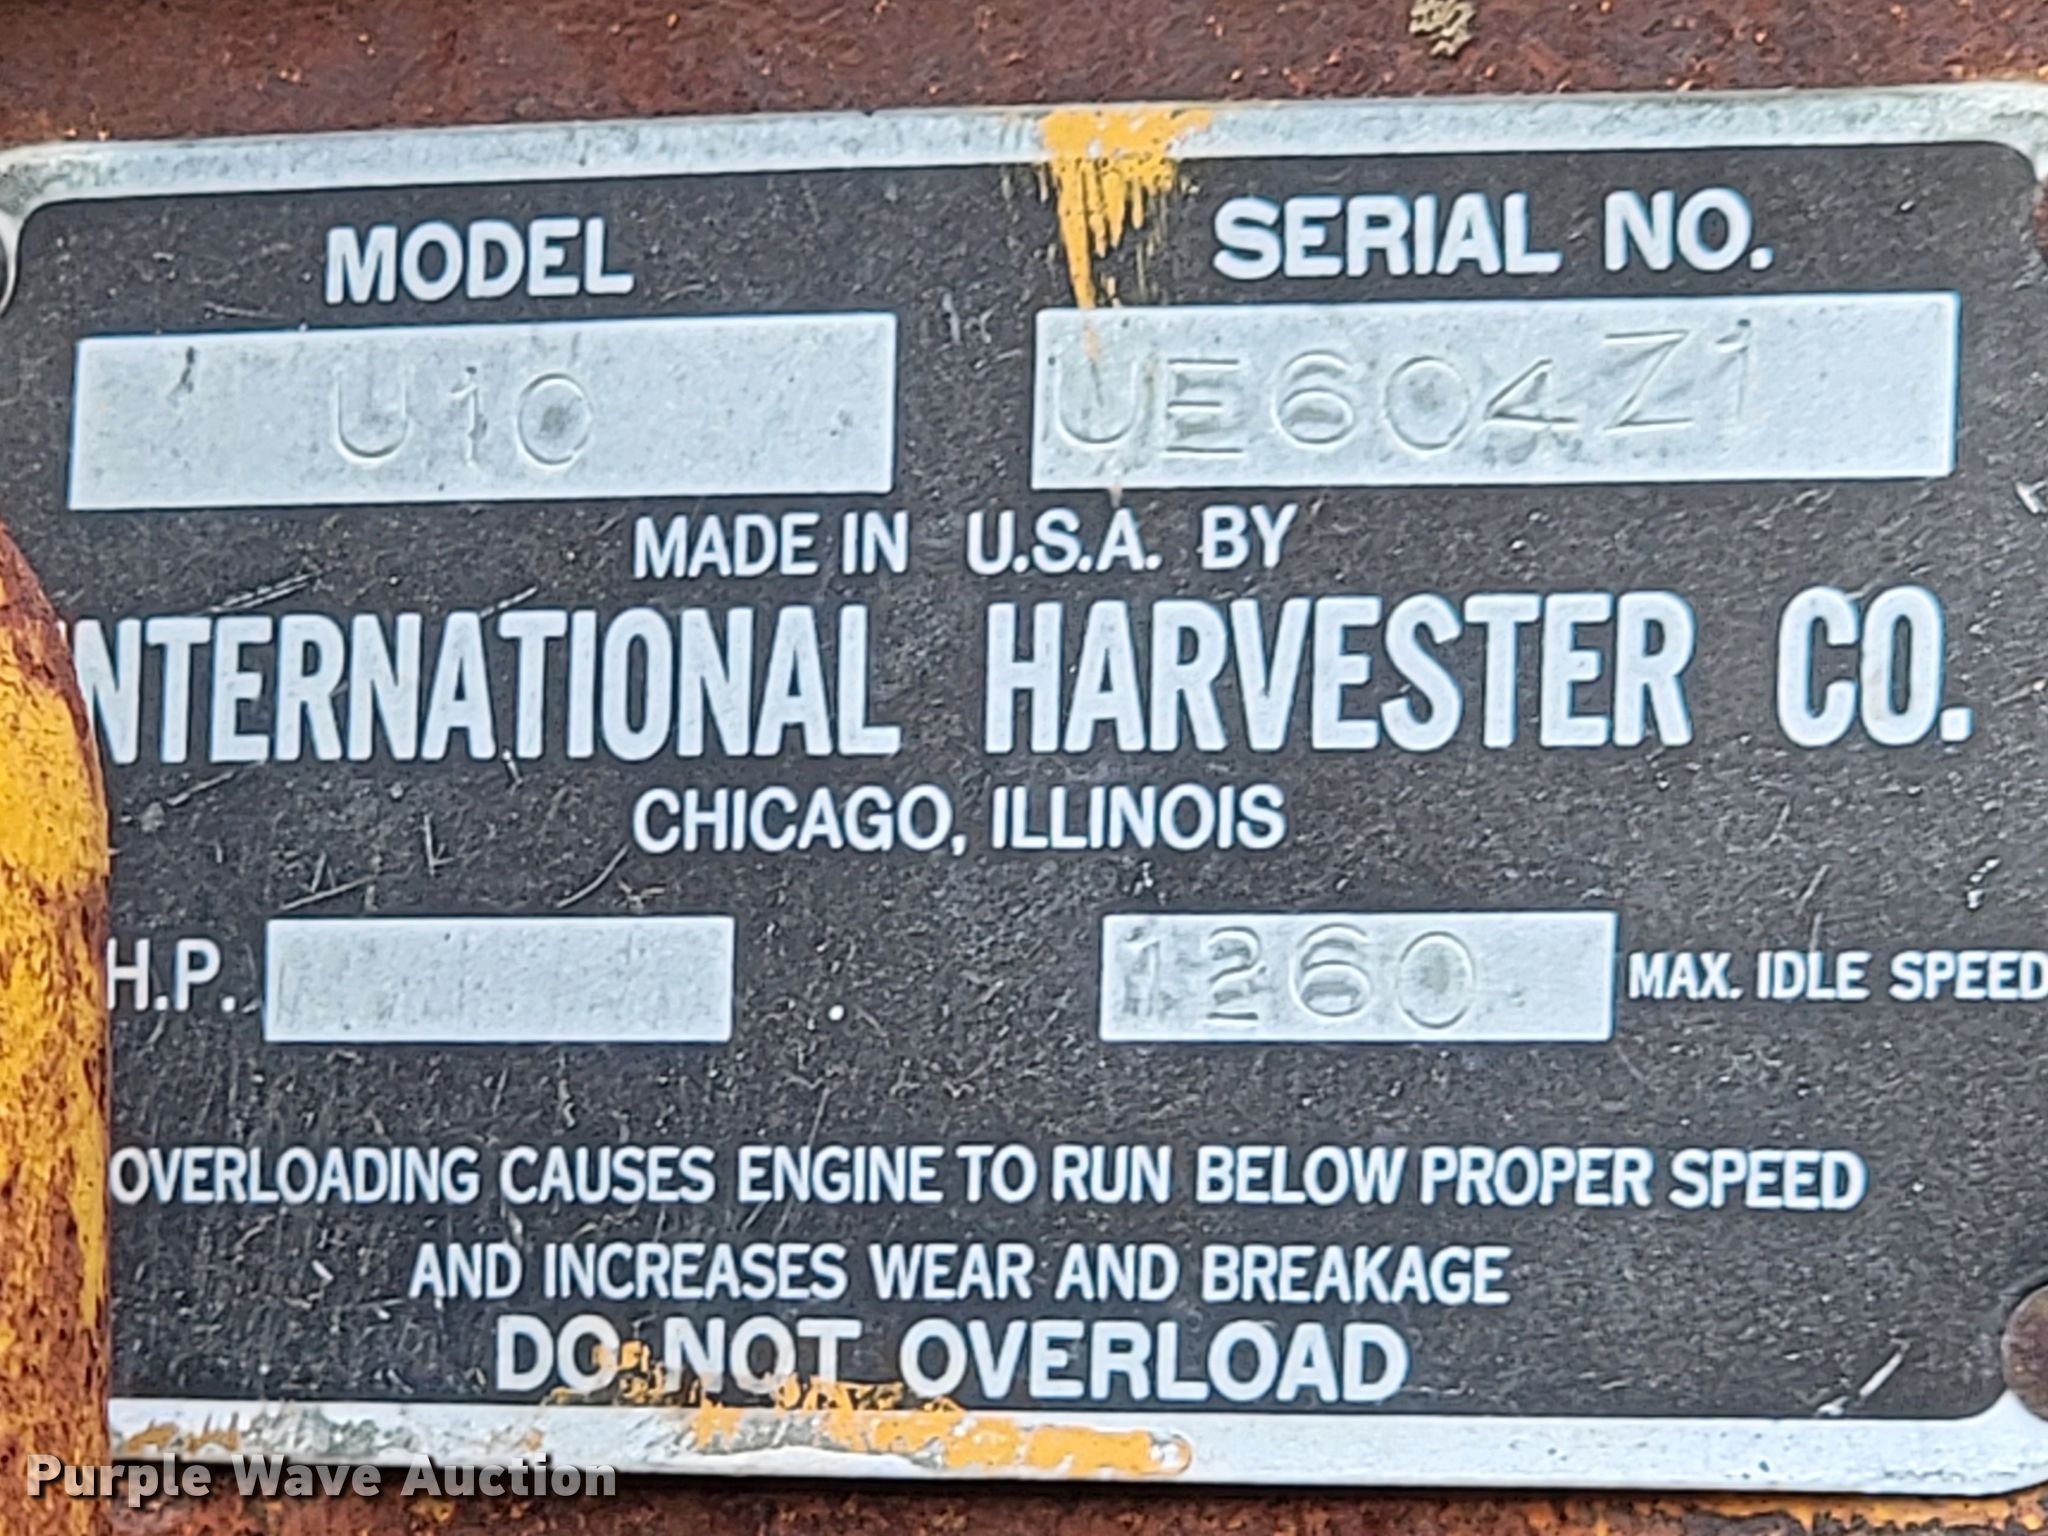 MODEL SERIAL NO.
U10 UE604Z1
MADE IN U.S.A. BY
INTERNATIONAL HARVESTER CO.
CHICAGO, ILLINOIS
H.P. 1260 MAX. IDLE SPEED
OVERLOADING CAUSES ENGINE TO RUN BELOW PROPER SPEED
AND INCREASES WEAR AND BREAKAGE
DO NOT OVERLOAD
Purple Wave Auction